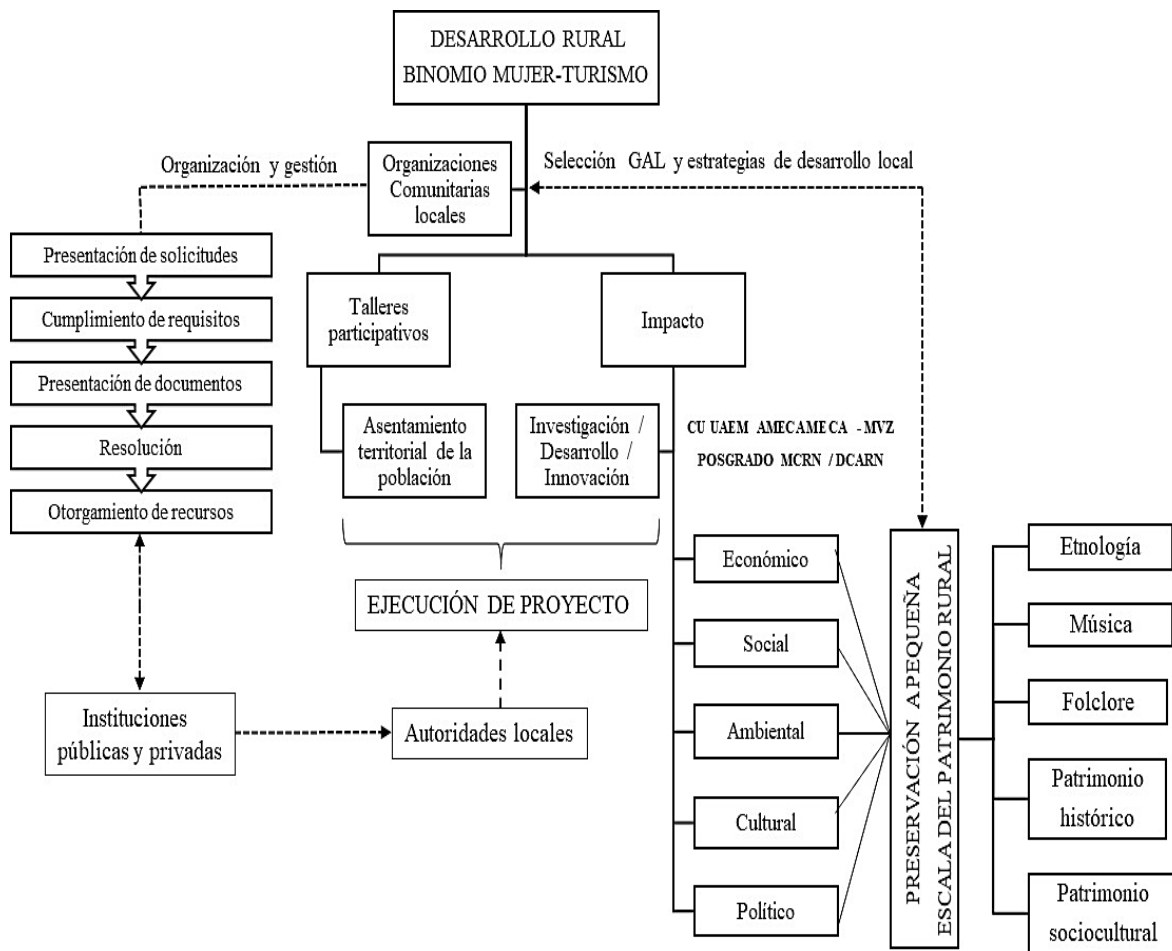 DESARROLLO RURAL
BINOMIO MUJER-TURISMO
Organización y gestión
Organizaciones
Comunitarias
locales
Selección GAL y estrategias de desarrollo local
Presentación de solicitudes
Cumplimiento de requisitos
Presentación de documentos
Resolución
Otorgamiento de recursos
Talleres
participativos
Impacto
Asentamiento
territorial de la
población
Investigación /
Desarrollo /
Innovación
CU UAEM AMECAMECA - MVZ
POSGRADO MCRN / DCARN
EJECUCIÓN DE PROYECTO
Instituciones
públicas y privadas
Autoridades locales
Económico
Social
Ambiental
Cultural
Político
PRESERVACIÓN A PEQUEÑA
ESCALA DEL PATRIMONIO RURAL
Etnología
Música
Folclore
Patrimonio
histórico
Patrimonio
sociocultural